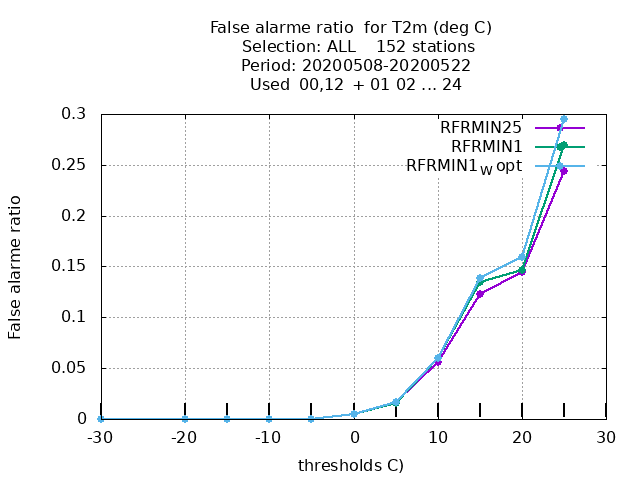 False alarme ratio  for T2m (deg C)
Selection: ALL    152 stations
Period: 20200508-20200522
Used  00,12  + 01 02 ... 24
0.3
0.25
0.2
0.15
0.1
0.05
0
False alarme ratio
RFRMIN25
RFRMIN1
RFRMIN1W opt
-30
-20
-10
0
10
20
30
thresholds C)